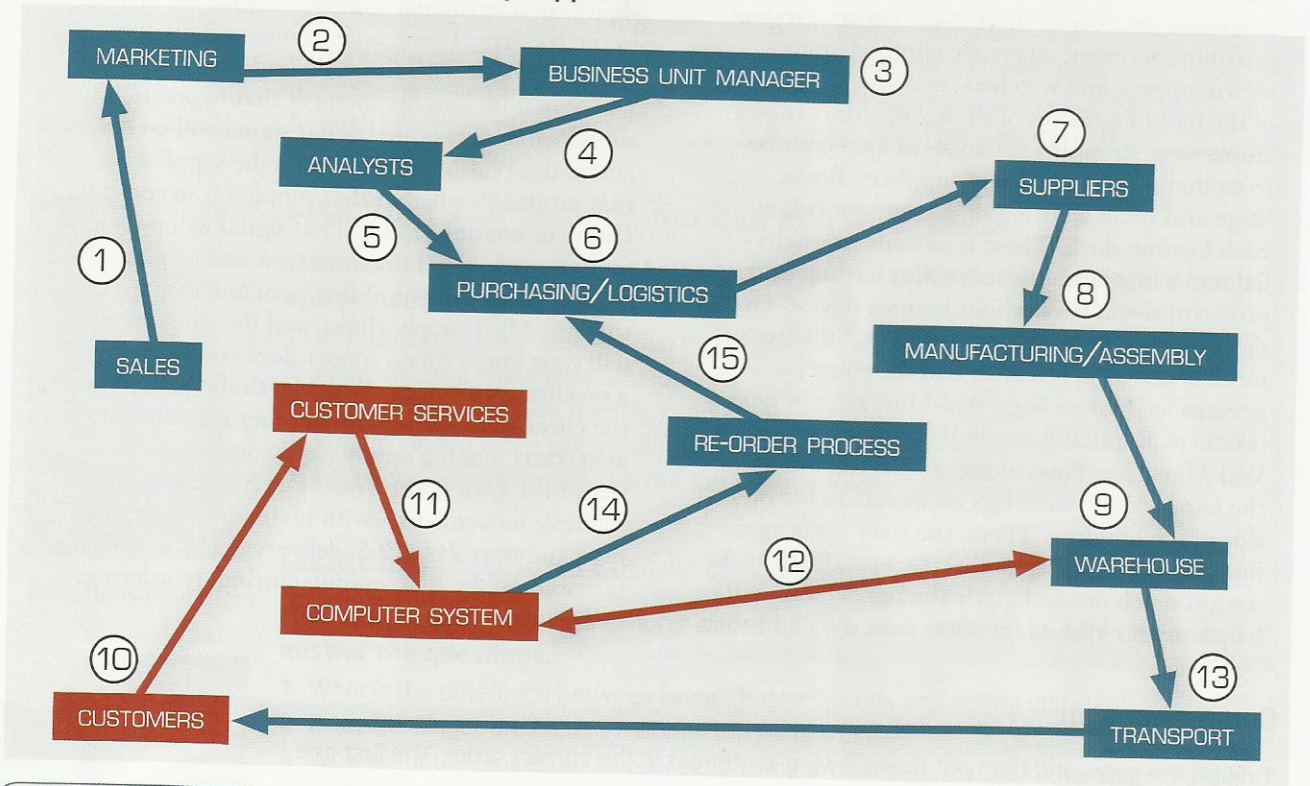 MARKETING
2
BUSINESS UNIT MANAGER
3
ANALYSTS
4
7
SUPPLIERS
5
6
PURCHASING/LOGISTICS
1
8
MANUFACTURING/ASSEMBLY
SALES
15
CUSTOMER SERVICES
RE-ORDER PROCESS
11
14
9
12
WAREHOUSE
COMPUTER SYSTEM
10
13
CUSTOMERS
TRANSPORT